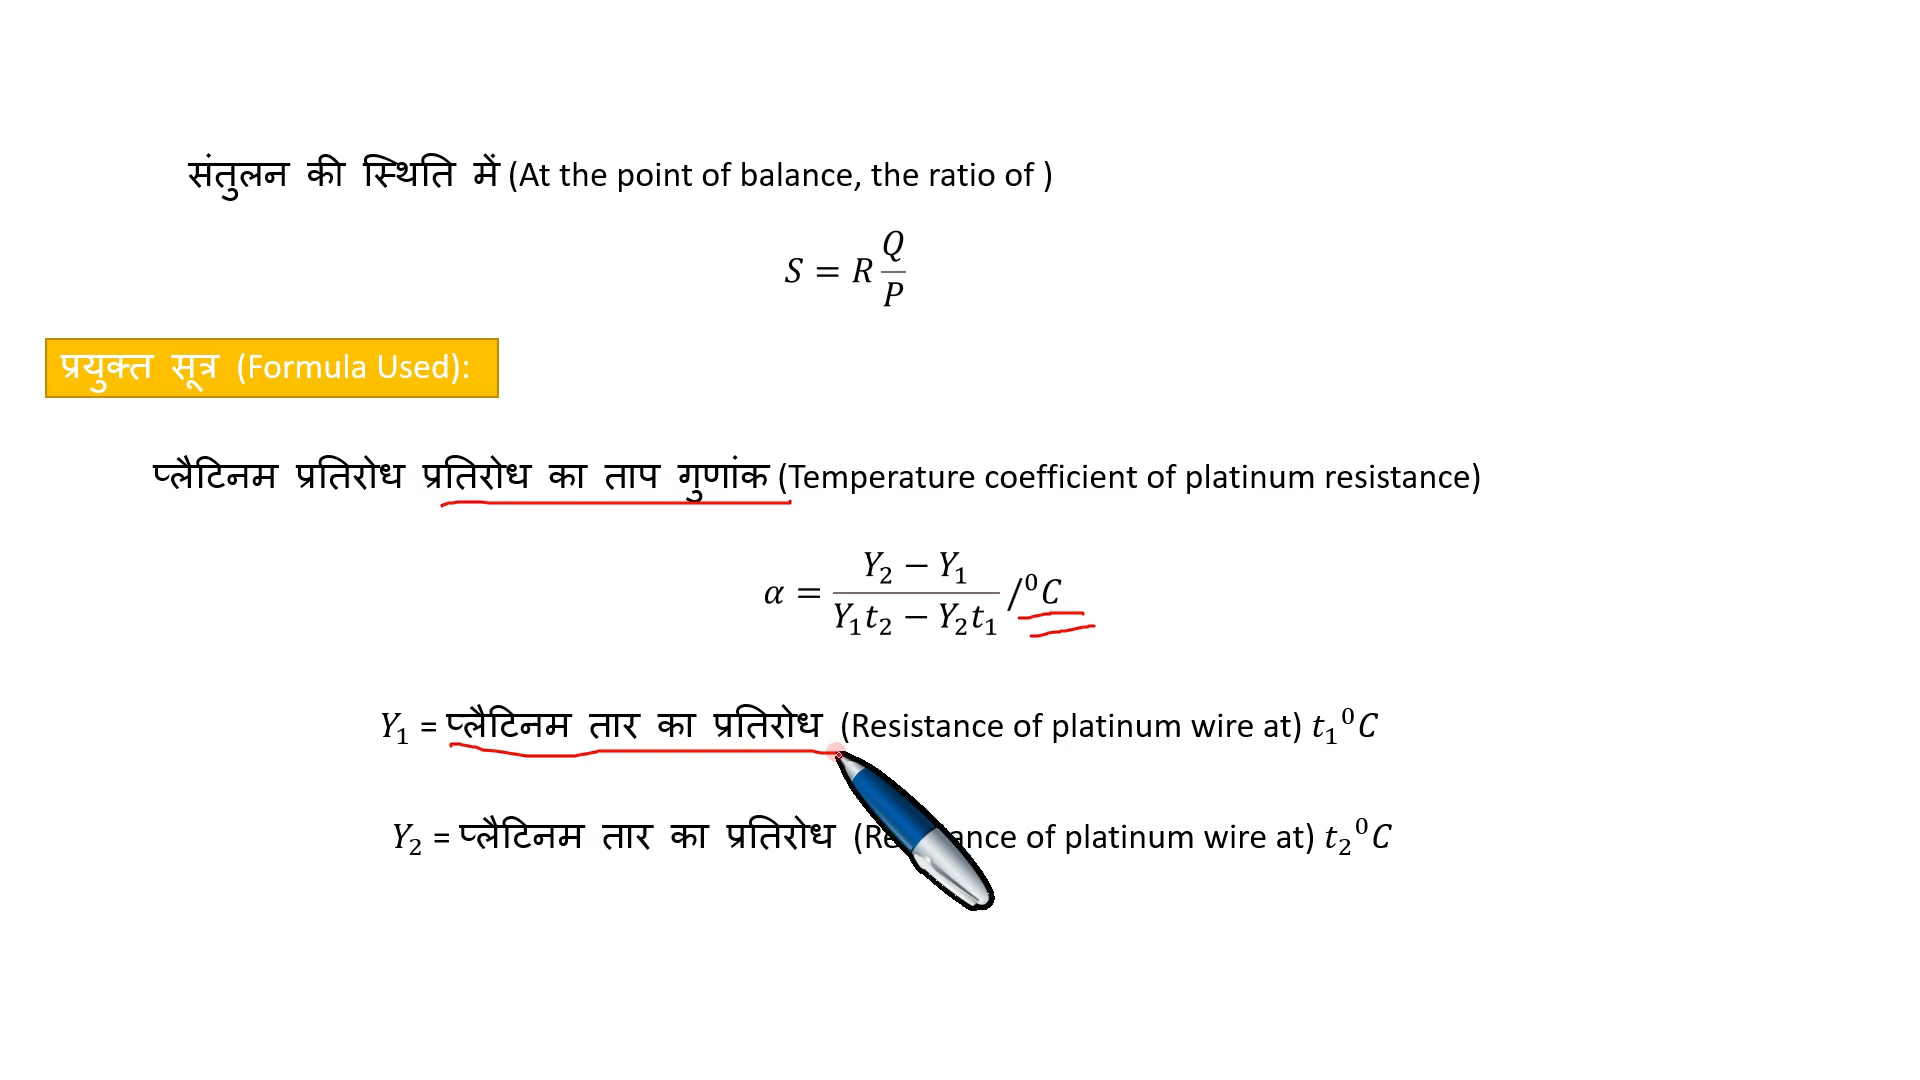 संतुलन की स्थिति में (At the point of balance, the ratio of )
S = R Q/P
प्रयुक्त सूत्र (Formula Used):
प्लैटिनम प्रतिरोध प्रतिरोध का ताप गुणांक (Temperature coefficient of platinum resistance)
α = (Y₂ − Y₁)/(Y₁t₂ − Y₂t₁) /⁰C
Y₁ = प्लैटिनम तार का प्रतिरोध (Resistance of platinum wire at) t₁⁰C
Y₂ = प्लैटिनम तार का प्रतिरोध (Re ance of platinum wire at) t₂⁰C